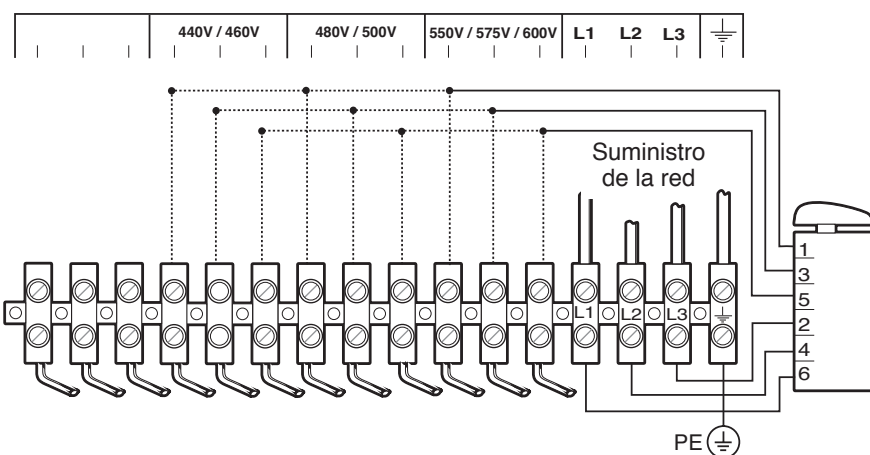 440V / 460V 480V / 500V 550V / 575V / 600V L1 L2 L3
Suministro
de la red
1
3
5
2
4
6
L1 L2 L3
PE